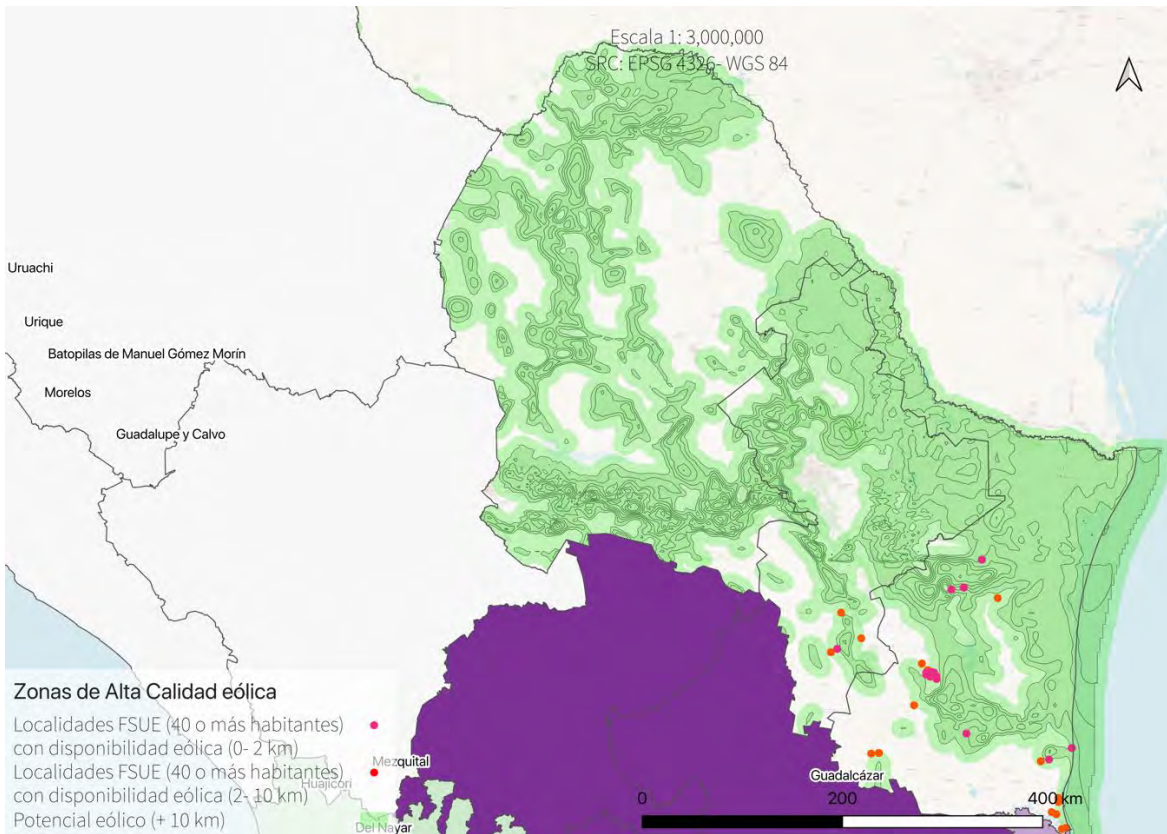 Escala 1: 3,000,000
SRC: EPSG 4326- WGS 84
Uruachi
Urique
Batopilas de Manuel Gómez Morín
Morelos
Guadalupe y Calvo
Zonas de Alta Calidad eólica
Localidades FSUE (40 o más habitantes)
con disponibilidad eòlica (0- 2 km)
Localidades FSUE (40 o más habitantes)
con disponibilidad eòlica (2- 10 km)
Potencial eólico (+ 10 km)
Mezquital
Huajicori
Del Nayar
Guadalcázar
0 200 400 km